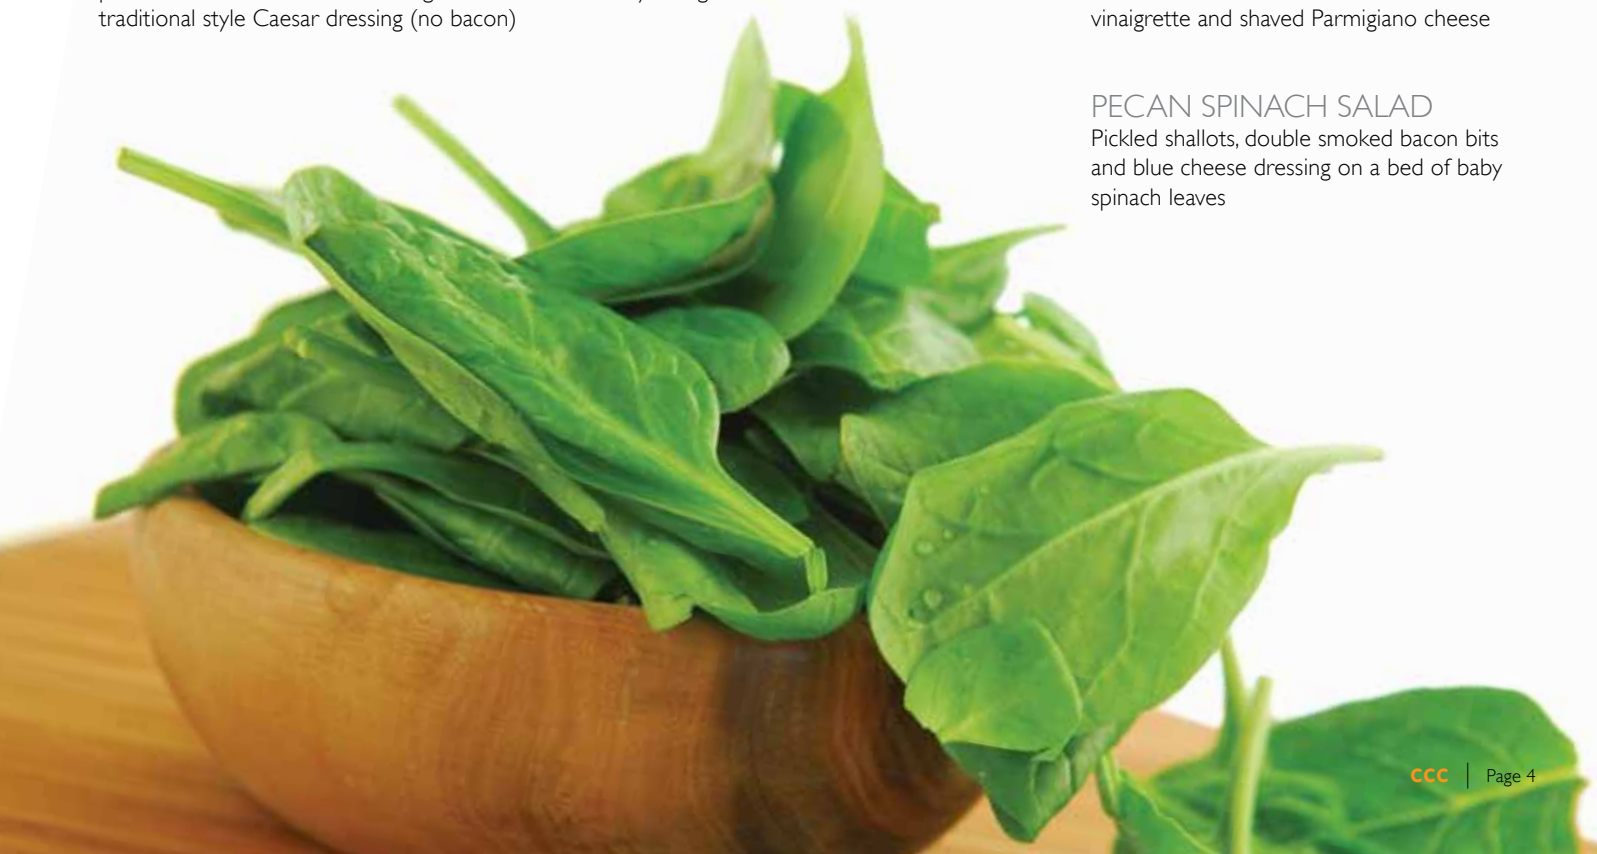 traditional style Caesar dressing (no bacon)
vinaigrette and shaved Parmigiano cheese
PECAN SPINACH SALAD
Pickled shallots, double smoked bacon bits
and blue cheese dressing on a bed of baby
spinach leaves
CCC | Page 4